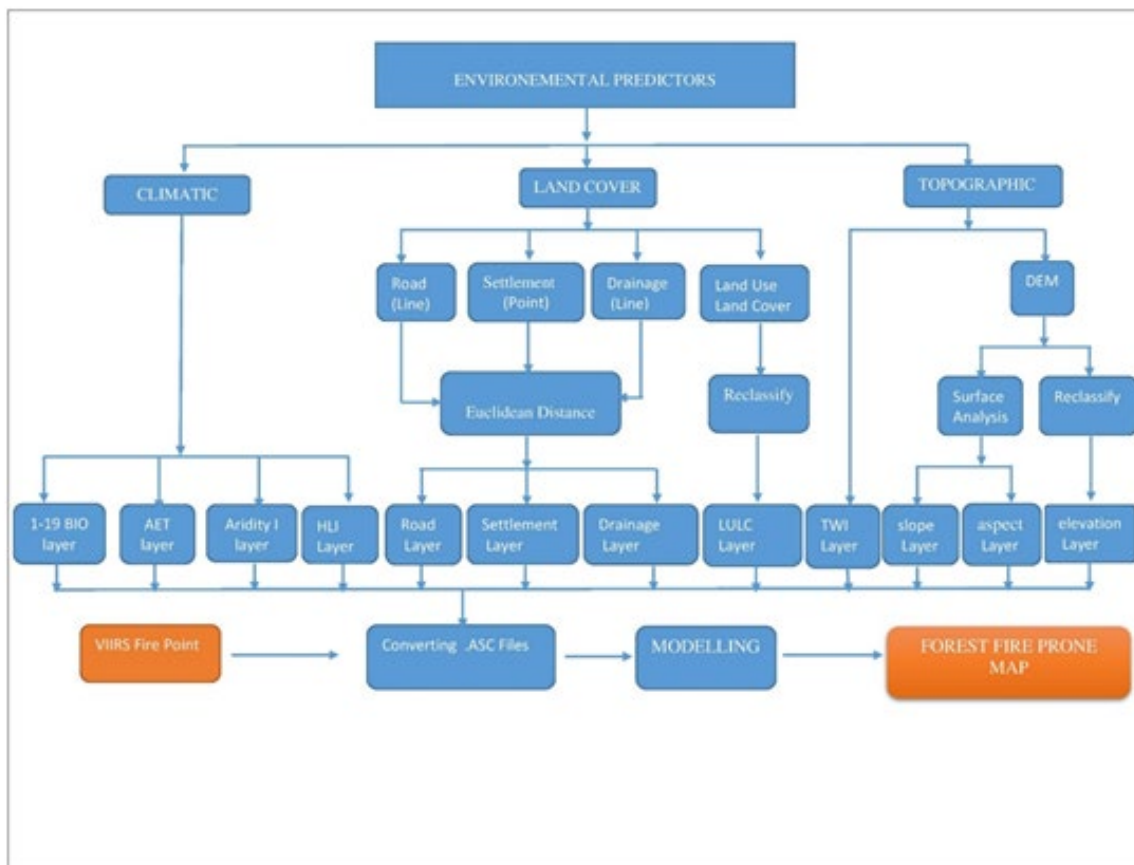 ENVIRONEMENTAL PREDICTORS
CLIMATIC
LAND COVER
TOPOGRAPHIC
Road
(Line)
Settlement
(Point)
Drainage
(Line)
Land Use
Land Cover
DEM
Euclidean Distance
Reclassify
Surface
Analysis
Reclassify
1-19 BIO
layer
AET
layer
Aridity I
layer
HLI
Layer
Road
Layer
Settlement
Layer
Drainage
Layer
LULC
Layer
TWI
Layer
slope
Layer
aspect
Layer
elevation
Layer
VIIRS Fire Point
Converting .ASC Files
MODELLING
FOREST FIRE PRONE
MAP